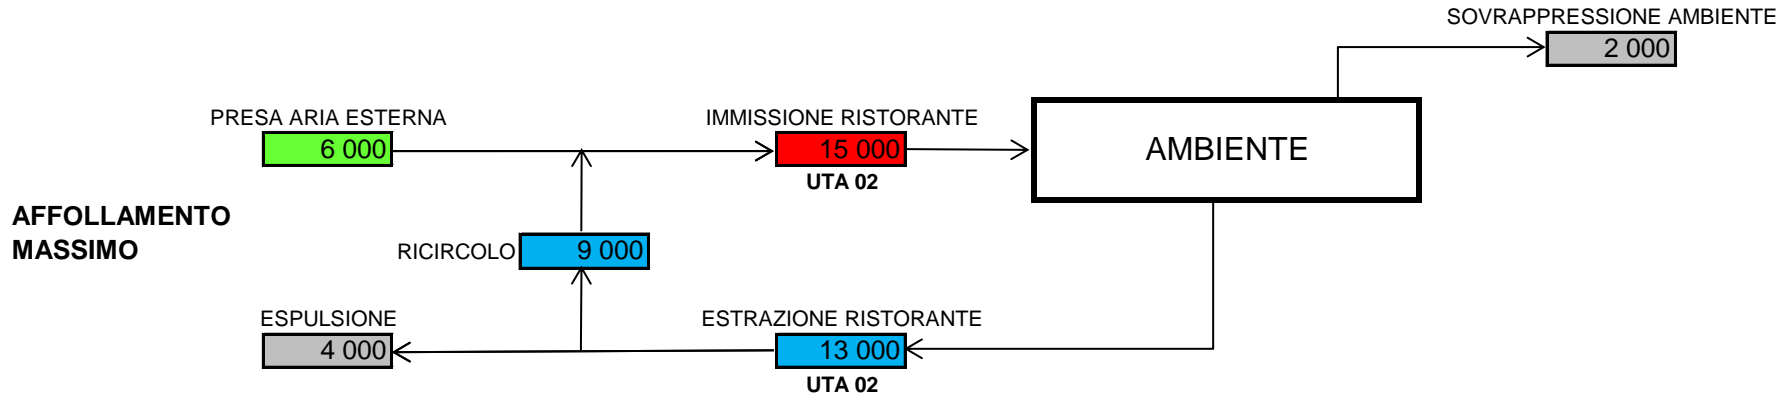 SOVRAPPRESSIONE AMBIENTE
2 000
PRESA ARIA ESTERNA
6 000
IMMISSIONE RISTORANTE
15 000
UTA 02
AMBIENTE
AFFOLLAMENTO
MASSIMO
RICIRCOLO
9 000
ESPULSIONE
4 000
ESTRAZIONE RISTORANTE
13 000
UTA 02